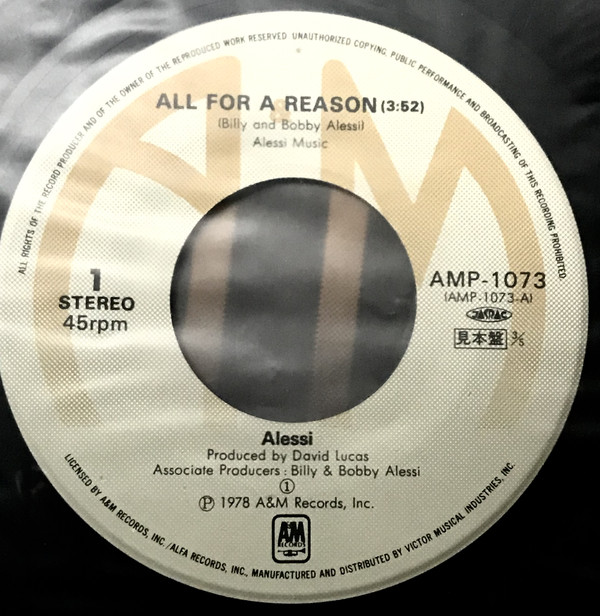 ALL RIGHTS OF THE RECORD PRODUCER AND OF THE OWNER OF THE REPRODUCED WORK RESERVED UNAUTHORIZED COPYING, PUBLIC PERFORMANCE AND BROADCASTING OF THIS RECORDING PROHIBITED
ALL FOR A REASON (3:52)
(Billy and Bobby Alessi)
Alessi Music
1
STEREO
45rpm
AMP-1073
(AMP-1073-A)
JASRAC
見本盤
Alessi
Produced by David Lucas
Associate Producers : Billy & Bobby Alessi
①
Ⓟ 1978 A&M Records, Inc.
A&M
RECORDS
LICENSED BY A&M RECORDS, INC./ALFA RECORDS, INC., MANUFACTURED AND DISTRIBUTED BY VICTOR MUSICAL INDUSTRIES, INC.